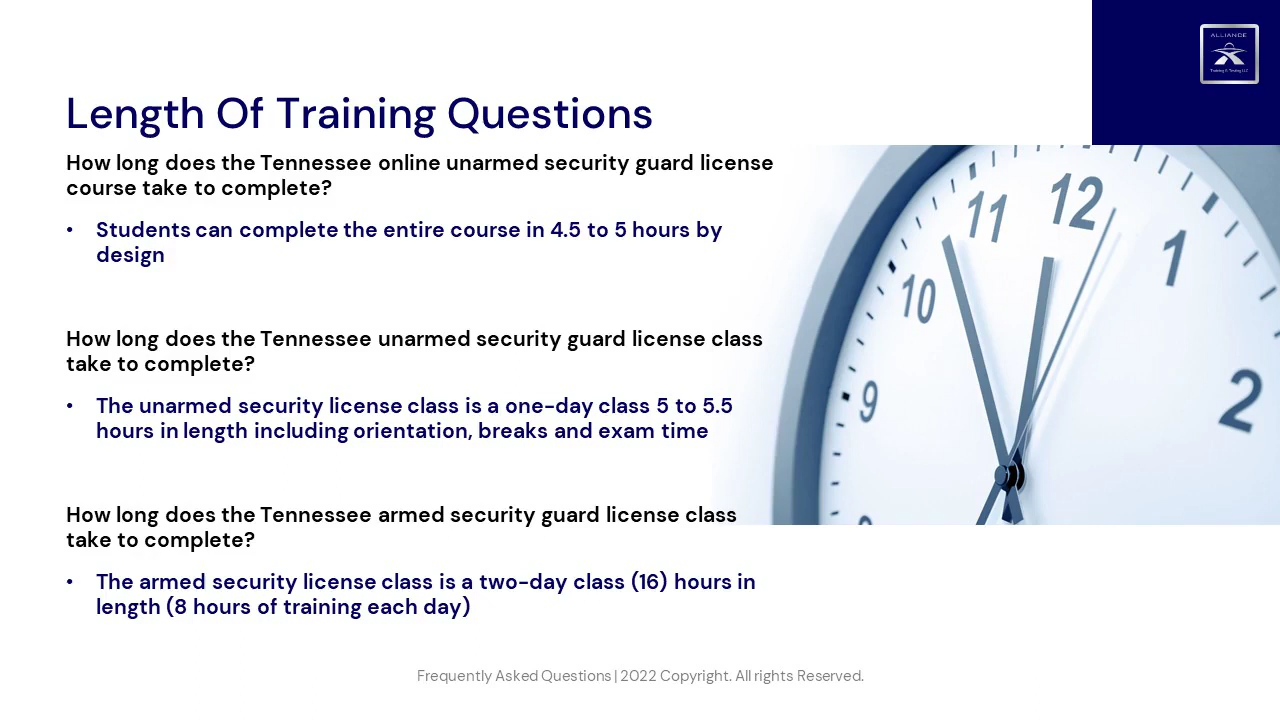 ALLIANCE
Training & Testing LLC
Length Of Training Questions
How long does the Tennessee online unarmed security guard license
course take to complete?
• Students can complete the entire course in 4.5 to 5 hours by
design
How long does the Tennessee unarmed security guard license class
take to complete?
• The unarmed security license class is a one-day class 5 to 5.5
hours in length including orientation, breaks and exam time
How long does the Tennessee armed security guard license class
take to complete?
• The armed security license class is a two-day class (16) hours in
length (8 hours of training each day)
11
12
1
10
9
2
Frequently Asked Questions | 2022 Copyright. All rights Reserved.